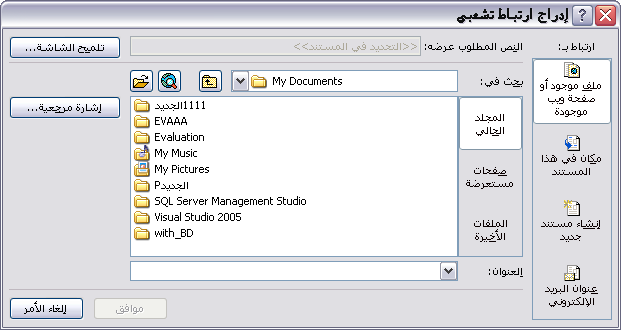 إدراج ارتباط تشعبي
ارتباط بـ:
النص المطلوب عرضه:
<<التحديد في المستند>>
تلميح الشاشة...
ملف موجود أو
صفحة ويب
موجودة
مكان في هذا
المستند
إنشاء مستند
جديد
عنوان البريد
الإلكتروني
بحث في:
My Documents
إشارة مرجعية...
المجلد
الحالي
صفحات
مستعرضة
الملفات
الأخيرة
الجديد1111
EVAAA
Evaluation
My Music
My Pictures
الجديدP
SQL Server Management Studio
Visual Studio 2005
with_BD
العنوان:
موافق
إلغاء الأمر